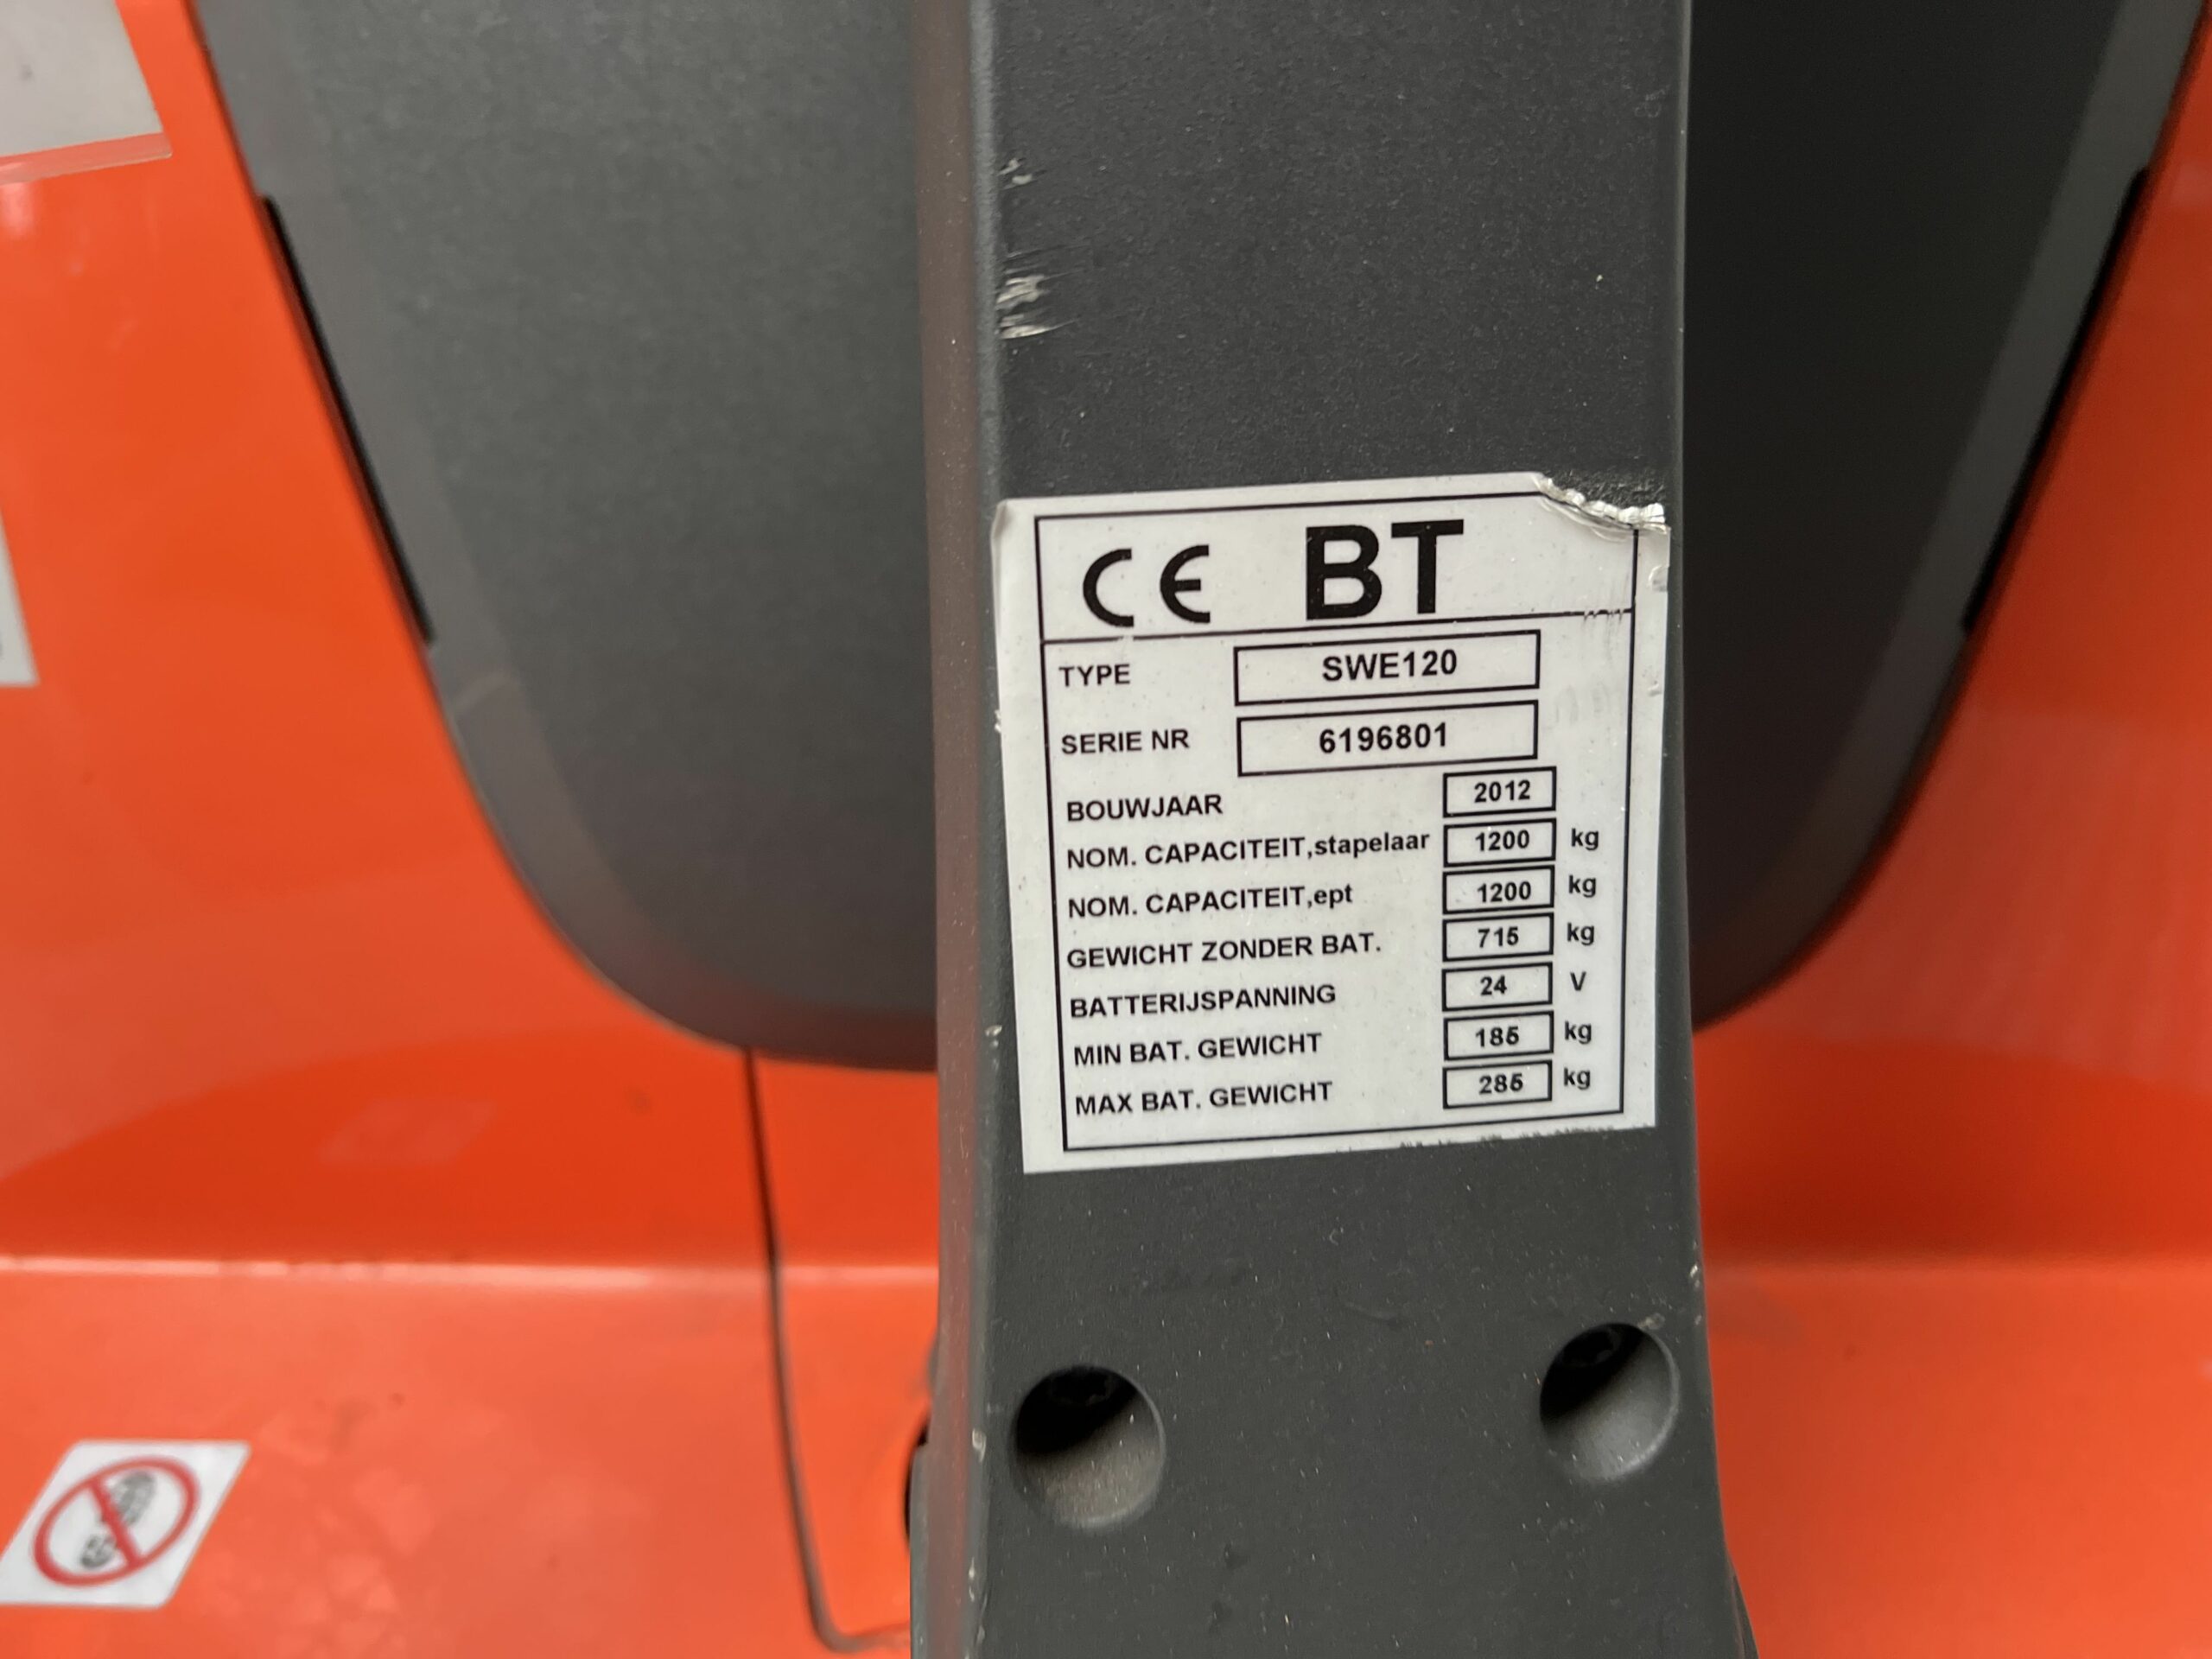 CE BT
TYPE SWE120
SERIE NR 6196801
BOUWJAAR 2012
NOM. CAPACITEIT,stapelaar 1200 kg
NOM. CAPACITEIT,ept 1200 kg
GEWICHT ZONDER BAT. 715 kg
BATTERIJSPANNING 24 V
MIN BAT. GEWICHT 185 kg
MAX BAT. GEWICHT 285 kg